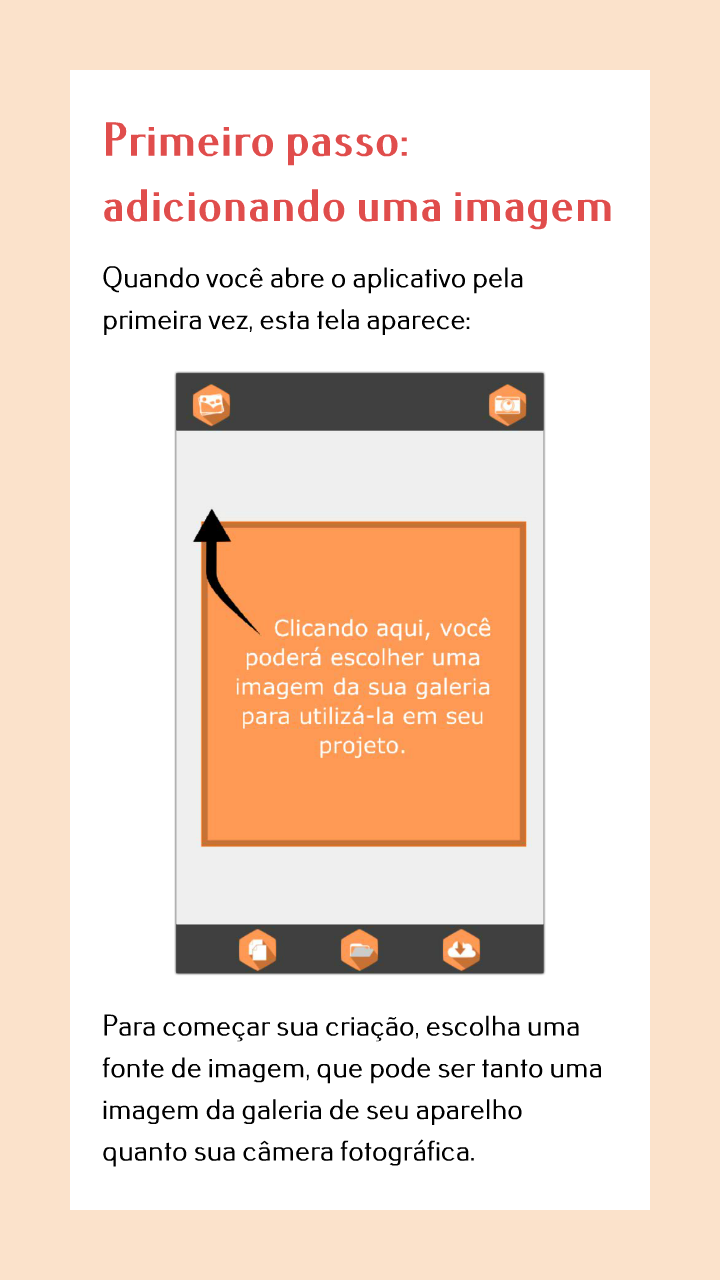 Primeiro passo:
adicionando uma imagem
Quando você abre o aplicativo pela
primeira vez, esta tela aparece:
Clicando aqui, você
poderá escolher uma
imagem da sua galeria
para utilizá-la em seu
projeto.
Para começar sua criação, escolha uma
fonte de imagem, que pode ser tanto uma
imagem da galeria de seu aparelho
quanto sua câmera fotográfica.